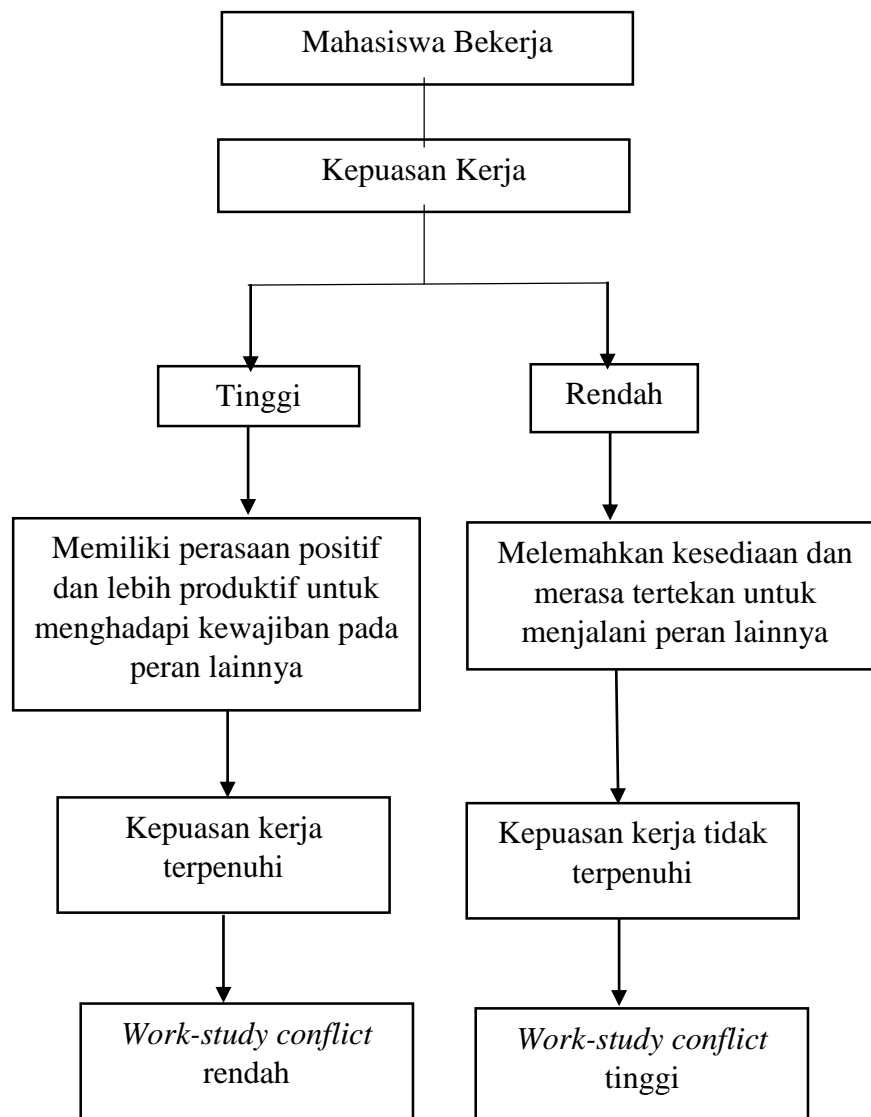 Mahasiswa Bekerja
Kepuasan Kerja
Tinggi
Rendah
Memiliki perasaan positif
dan lebih produktif untuk
menghadapi kewajiban pada
peran lainnya
Melemahkan kesediaan dan
merasa tertekan untuk
menjalani peran lainnya
Kepuasan kerja
terpenuhi
Kepuasan kerja tidak
terpenuhi
Work-study conflict
rendah
Work-study conflict
tinggi